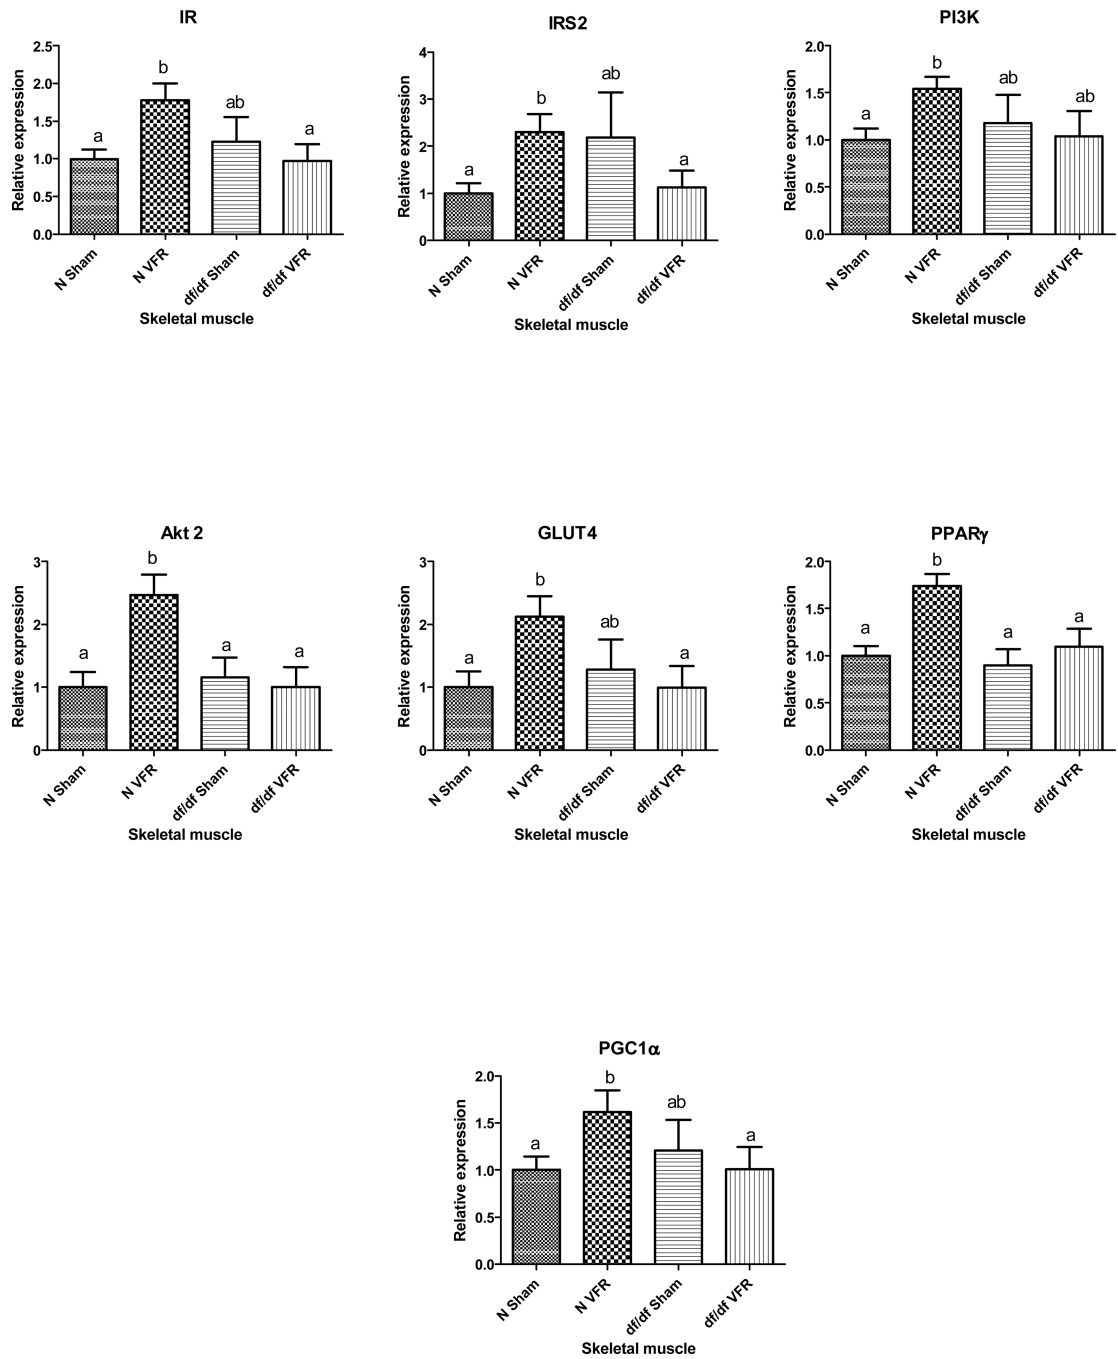 IR
Relative expression
2.5
2.0
1.5
1.0
0.5
0.0
a
b
ab
a
N Sham
N VFR
df/df Sham
df/df VFR
Skeletal muscle
IRS2
Relative expression
4
3
2
1
0
a
b
ab
a
N Sham
N VFR
df/df Sham
df/df VFR
Skeletal muscle
PI3K
Relative expression
2.0
1.5
1.0
0.5
0.0
a
b
ab
ab
N Sham
N VFR
df/df Sham
df/df VFR
Skeletal muscle
Akt 2
Relative expression
3
2
1
0
a
b
a
a
N Sham
N VFR
df/df Sham
df/df VFR
Skeletal muscle
GLUT4
Relative expression
3
2
1
0
a
b
ab
a
N Sham
N VFR
df/df Sham
df/df VFR
Skeletal muscle
PPARγ
Relative expression
2.0
1.5
1.0
0.5
0.0
a
b
a
a
N Sham
N VFR
df/df Sham
df/df VFR
Skeletal muscle
PGC1α
Relative expression
2.0
1.5
1.0
0.5
0.0
a
b
ab
a
N Sham
N VFR
df/df Sham
df/df VFR
Skeletal muscle